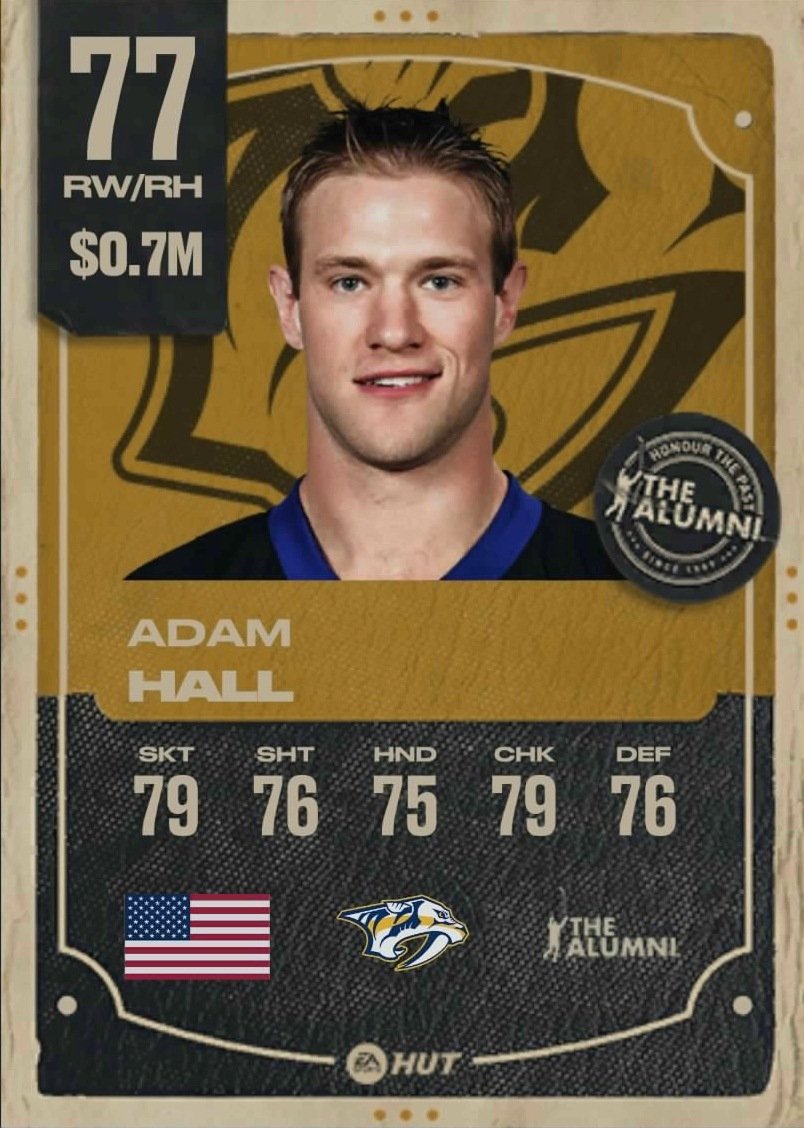 77
RW/RH
$0.7M
HONOUR THE PAST
THE
ALUMNI
ADAM
HALL
SKT SHT HND CHK DEF
79 76 75 79 76
THE
ALUMNI
EA
HUT